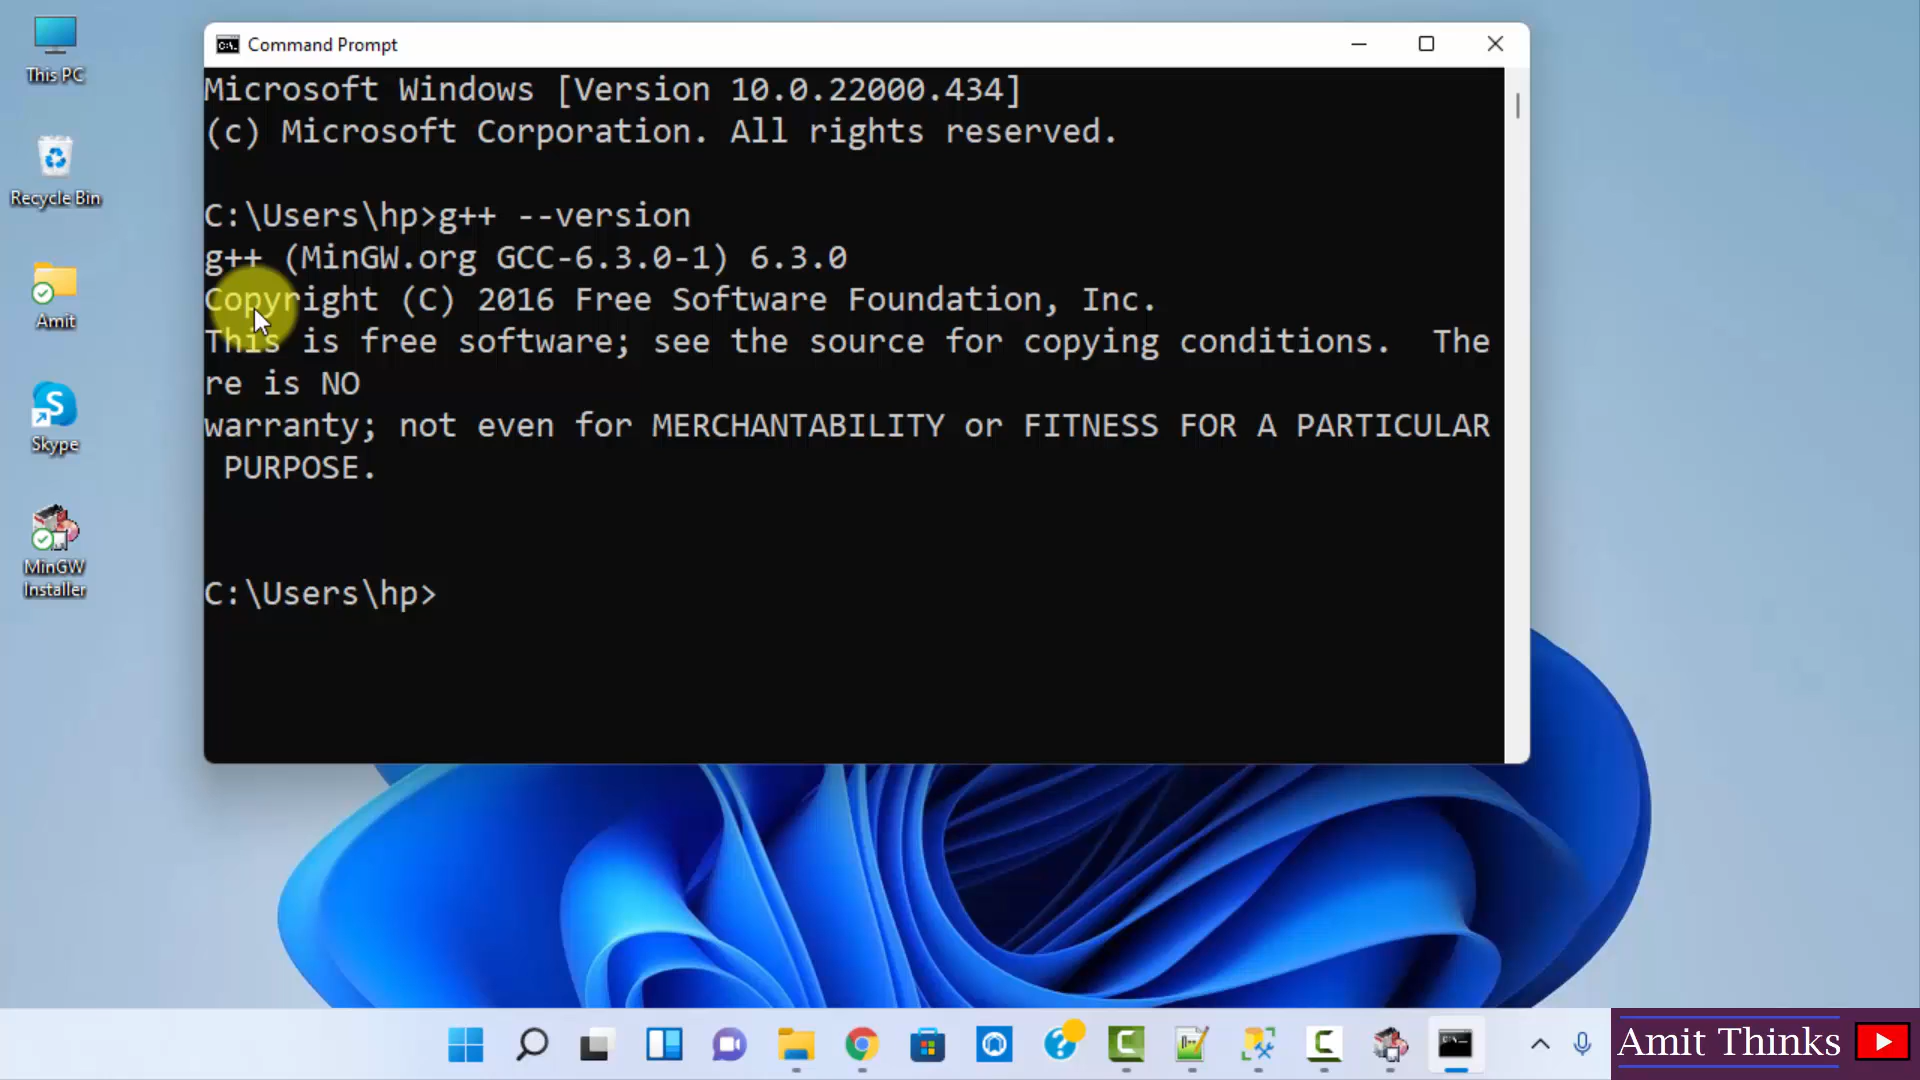 This PC
Recycle Bin
Amit
Skype
MinGW
Installer
Command Prompt
Microsoft Windows [Version 10.0.22000.434]
(c) Microsoft Corporation. All rights reserved.
C:\Users\hp>g++ --version
g++ (MinGW.org GCC-6.3.0-1) 6.3.0
Copyright (C) 2016 Free Software Foundation, Inc.
This is free software; see the source for copying conditions.  The
re is NO
warranty; not even for MERCHANTABILITY or FITNESS FOR A PARTICULAR
 PURPOSE.
C:\Users\hp>
Amit Thinks